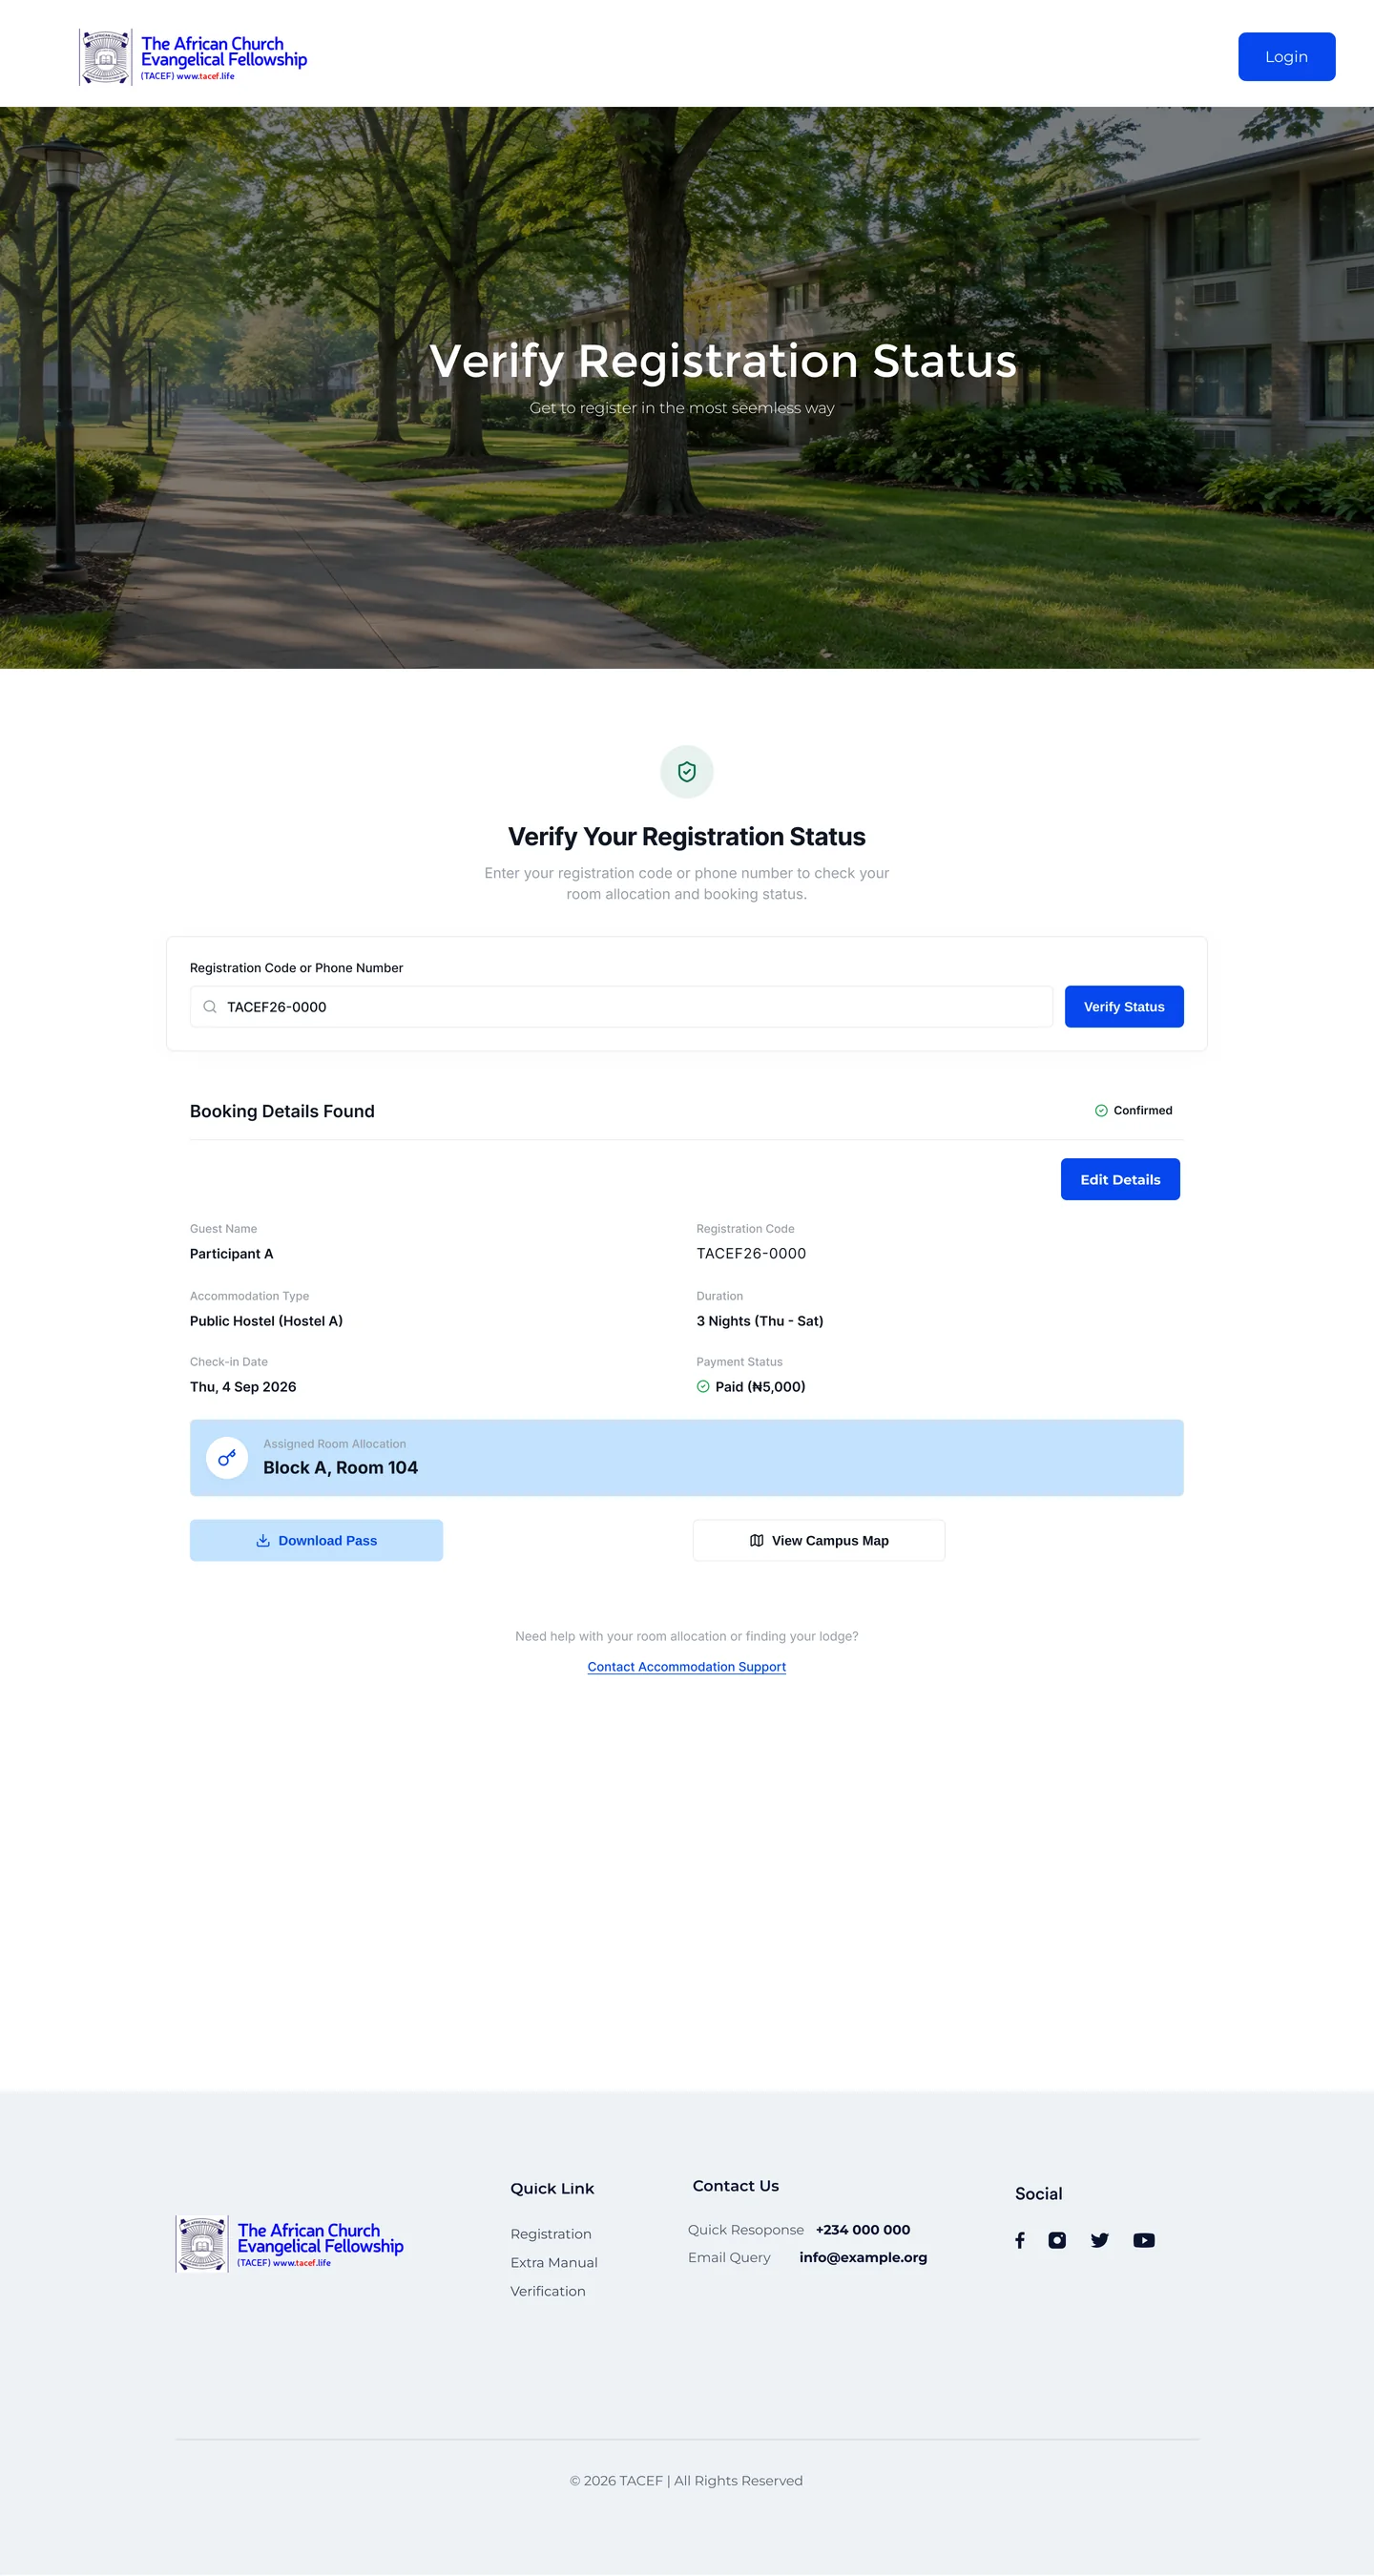 The African Church
Evangelical Fellowship
(TACEF) www.tacef.life
Login
Verify Registration Status
Get to register in the most seemless way
Verify Your Registration Status
Enter your registration code or phone number to check your
room allocation and booking status.
Registration Code or Phone Number
TACEF26-0000
Verify Status
Booking Details Found
Confirmed
Edit Details
Guest Name
Registration Code
Participant A
TACEF26-0000
Accommodation Type
Duration
Public Hostel (Hostel A)
3 Nights (Thu - Sat)
Check-in Date
Payment Status
Thu, 4 Sep 2026
Paid (₦5,000)
Assigned Room Allocation
Block A, Room 104
Download Pass
View Campus Map
Need help with your room allocation or finding your lodge?
Contact Accommodation Support
The African Church
Evangelical Fellowship
(TACEF) www.tacef.life
Quick Link
Registration
Extra Manual
Verification
Contact Us
Quick Resoponse +234 000 000
Email Query info@example.org
Social
© 2026 TACEF | All Rights Reserved